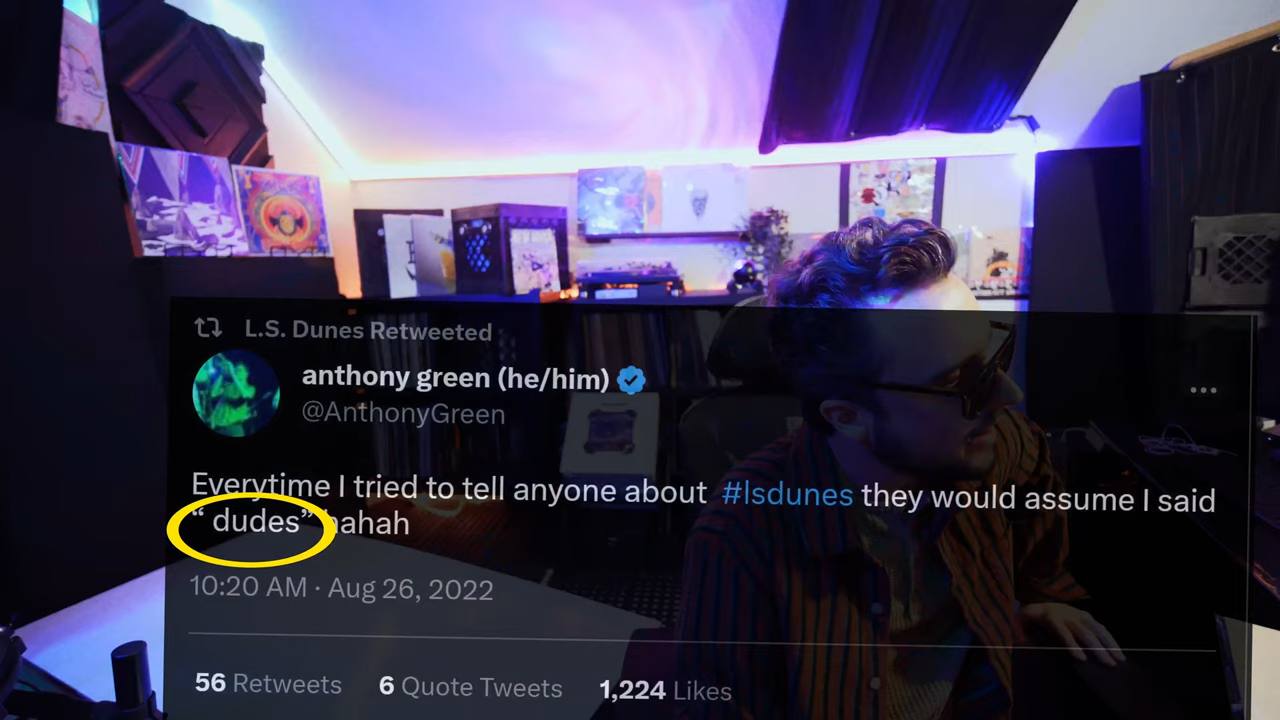 L.S. Dunes Retweeted
anthony green (he/him)
@AnthonyGreen
Everytime I tried to tell anyone about #lsdunes they would assume I said
“ dudes” hahah
10:20 AM · Aug 26, 2022
56 Retweets 6 Quote Tweets 1,224 Likes